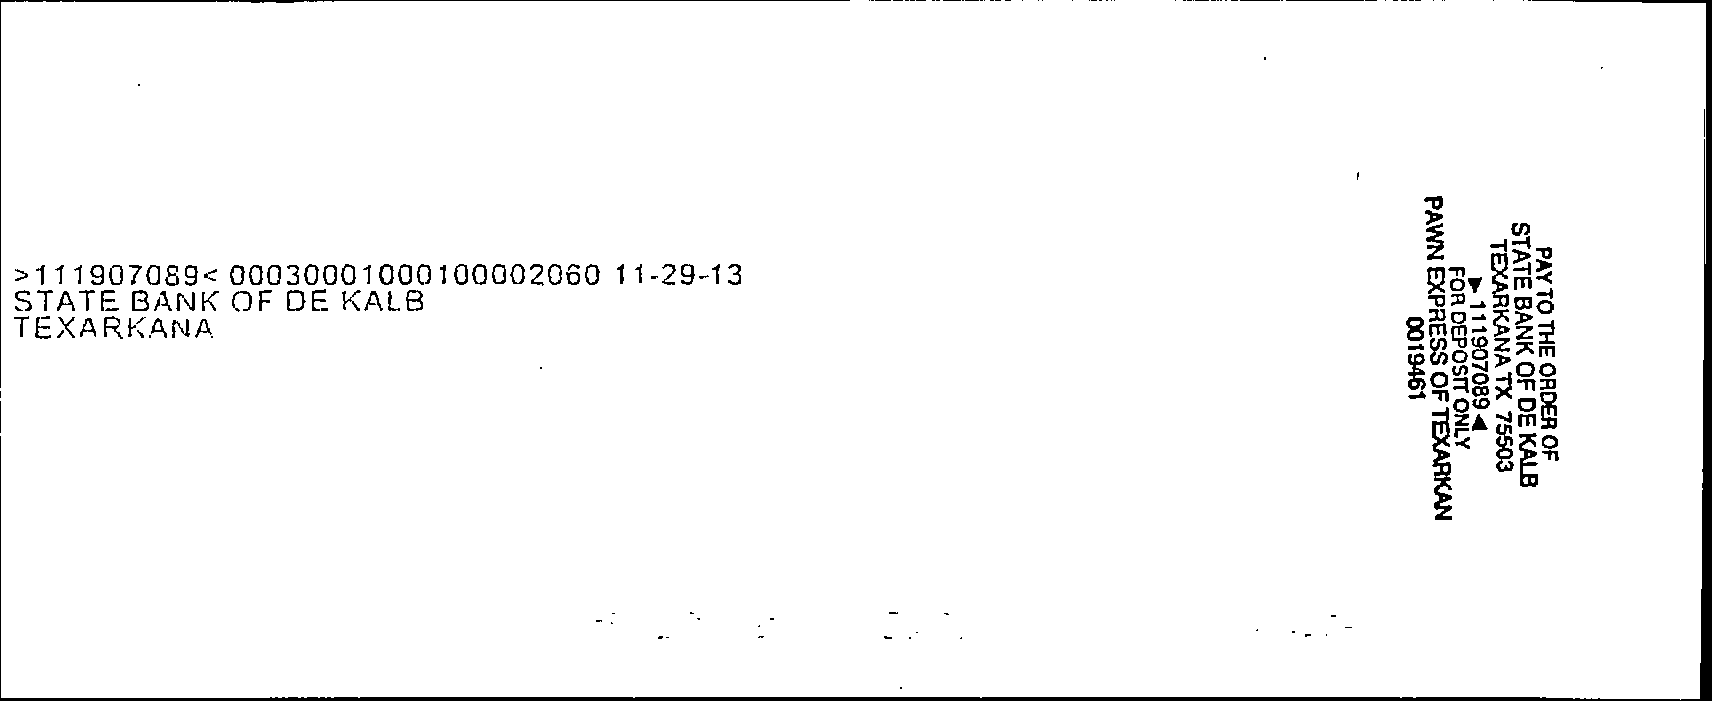 >111907089< 00030001000100002060 11-29-13
STATE BANK OF DE KALB
TEXARKANA
PAY TO THE ORDER OF
STATE BANK OF DE KALB
TEXARKANA TX 75503
►111907089◄
FOR DEPOSIT ONLY
PAWN EXPRESS OF TEXARKAN
0019461